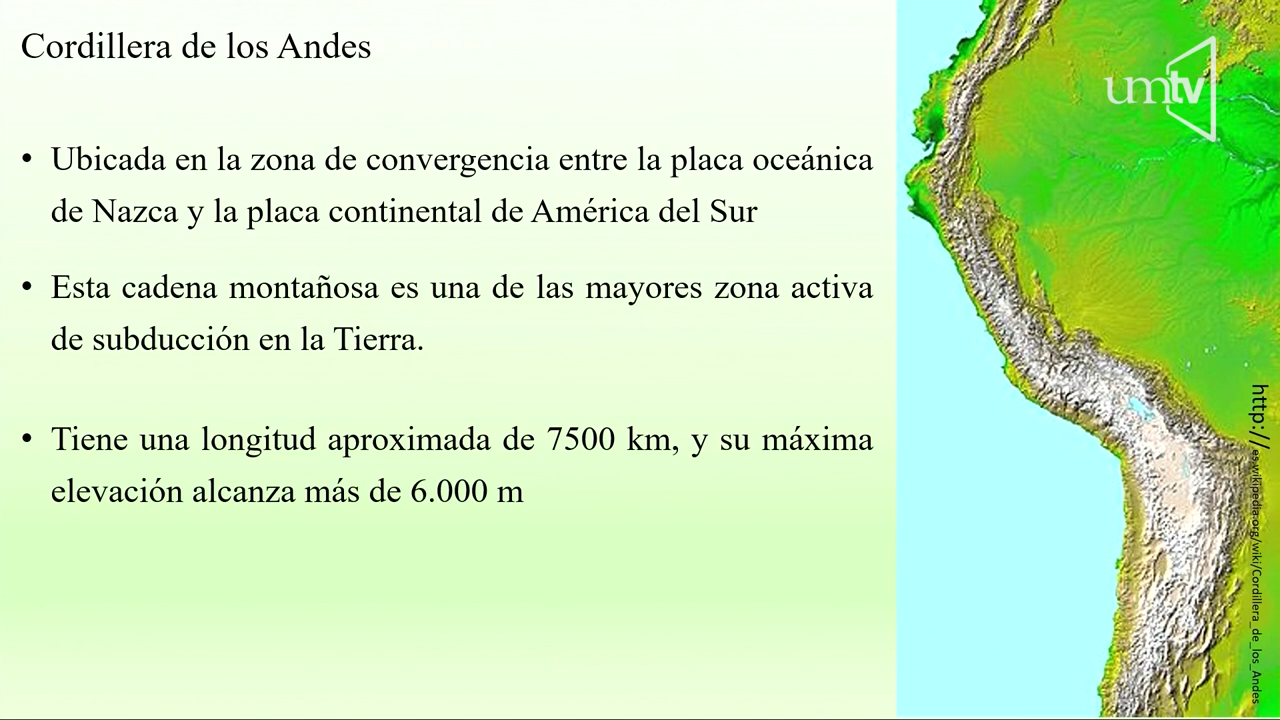 Cordillera de los Andes
• Ubicada en la zona de convergencia entre la placa oceánica
de Nazca y la placa continental de América del Sur
• Esta cadena montañosa es una de las mayores zona activa
de subducción en la Tierra.
• Tiene una longitud aproximada de 7500 km, y su máxima
elevación alcanza más de 6.000 m
umtv
http://es.wikipedia.org/wiki/Cordillera_de_los_Andes